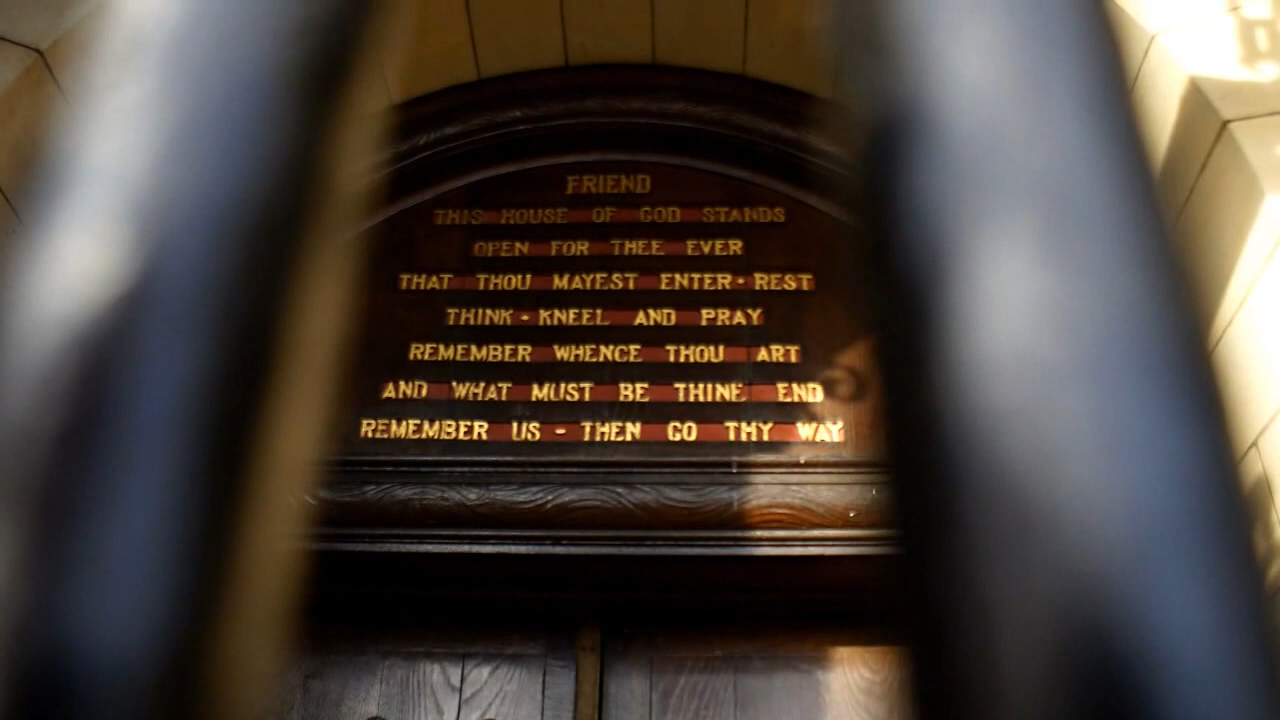 FRIEND
THIS HOUSE OF GOD STANDS
OPEN FOR THEE EVER
THAT THOU MAYEST ENTER · REST
THINK · KNEEL AND PRAY
REMEMBER WHENCE THOU ART
AND WHAT MUST BE THINE END
REMEMBER US - THEN GO THY WAY